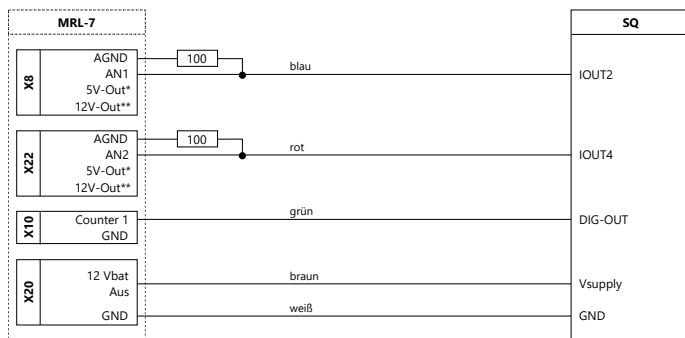 MRL-7
SQ
X8
AGND
AN1
5V-Out*
12V-Out**
100
blau
IOUT2
X22
AGND
AN2
5V-Out*
12V-Out**
100
rot
IOUT4
X10
Counter 1
GND
grün
DIG-OUT
X20
12 Vbat
Aus
GND
braun
Vsupply
weiß
GND